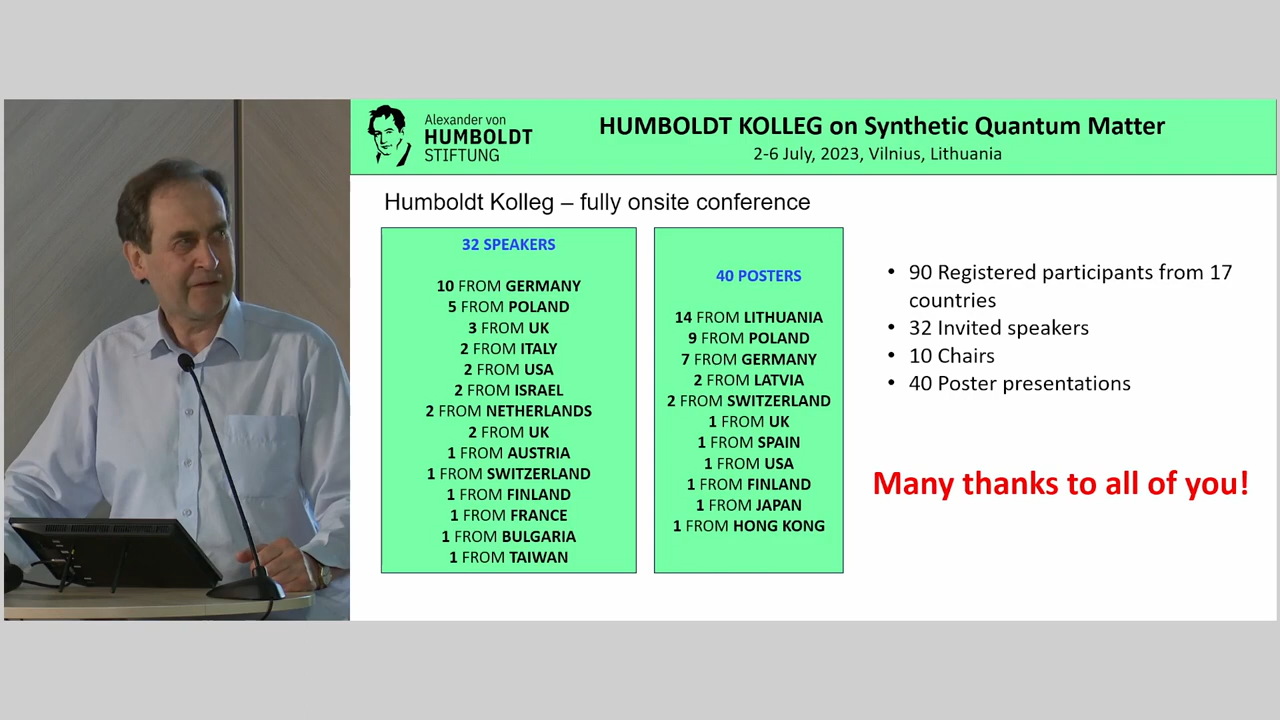 Alexander von
HUMBOLDT
STIFTUNG
HUMBOLDT KOLLEG on Synthetic Quantum Matter
2-6 July, 2023, Vilnius, Lithuania
Humboldt Kolleg – fully onsite conference
32 SPEAKERS
10 FROM GERMANY
5 FROM POLAND
3 FROM UK
2 FROM ITALY
2 FROM USA
2 FROM ISRAEL
2 FROM NETHERLANDS
2 FROM UK
1 FROM AUSTRIA
1 FROM SWITZERLAND
1 FROM FINLAND
1 FROM FRANCE
1 FROM BULGARIA
1 FROM TAIWAN
40 POSTERS
14 FROM LITHUANIA
9 FROM POLAND
7 FROM GERMANY
2 FROM LATVIA
2 FROM SWITZERLAND
1 FROM UK
1 FROM SPAIN
1 FROM USA
1 FROM FINLAND
1 FROM JAPAN
1 FROM HONG KONG
• 90 Registered participants from 17
countries
• 32 Invited speakers
• 10 Chairs
• 40 Poster presentations
Many thanks to all of you!